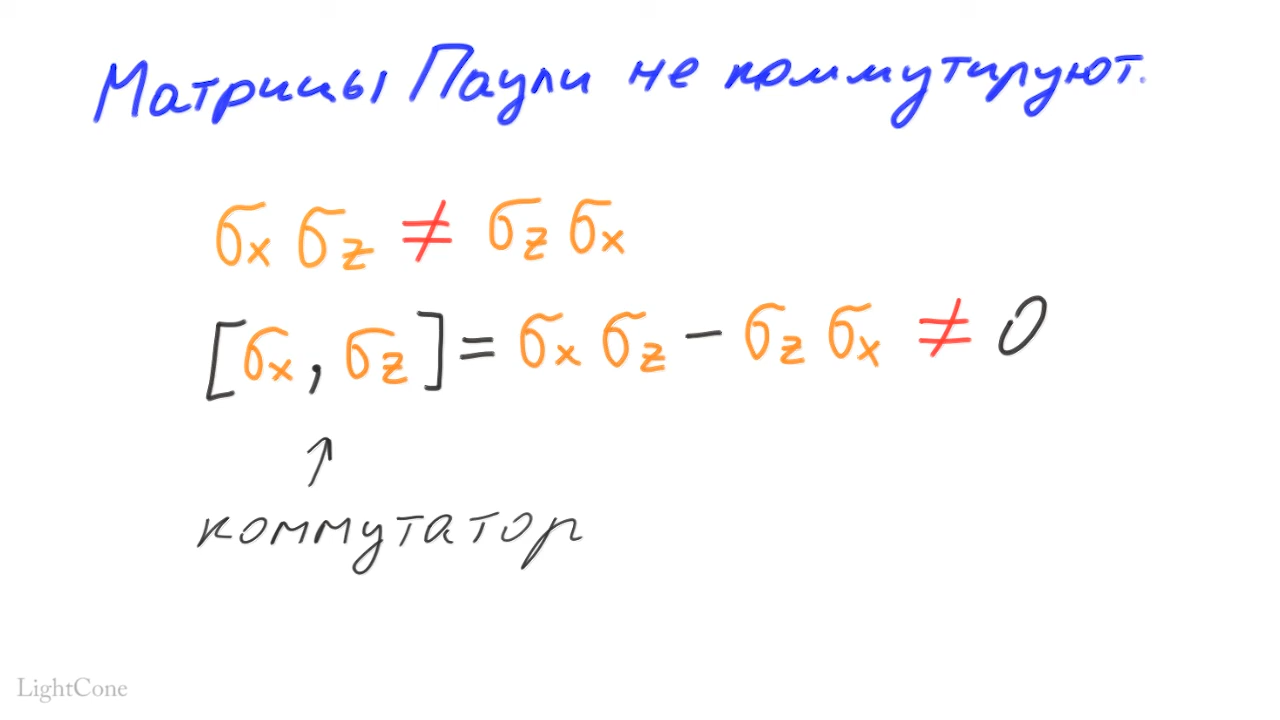 Матрицы Паули не коммутируют.
σx σz ≠ σz σx
[σx, σz] = σx σz − σz σx ≠ 0
↑
коммутатор
LightCone